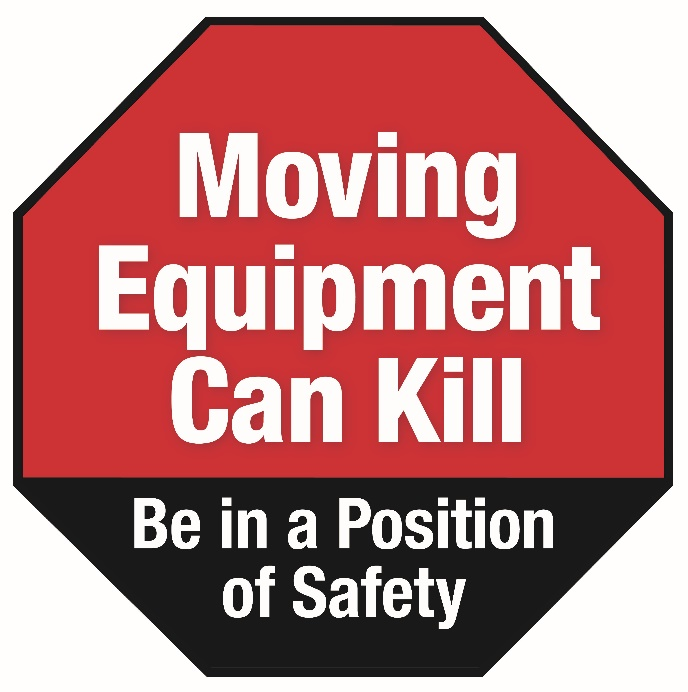 Moving
Equipment
Can Kill
Be in a Position
of Safety